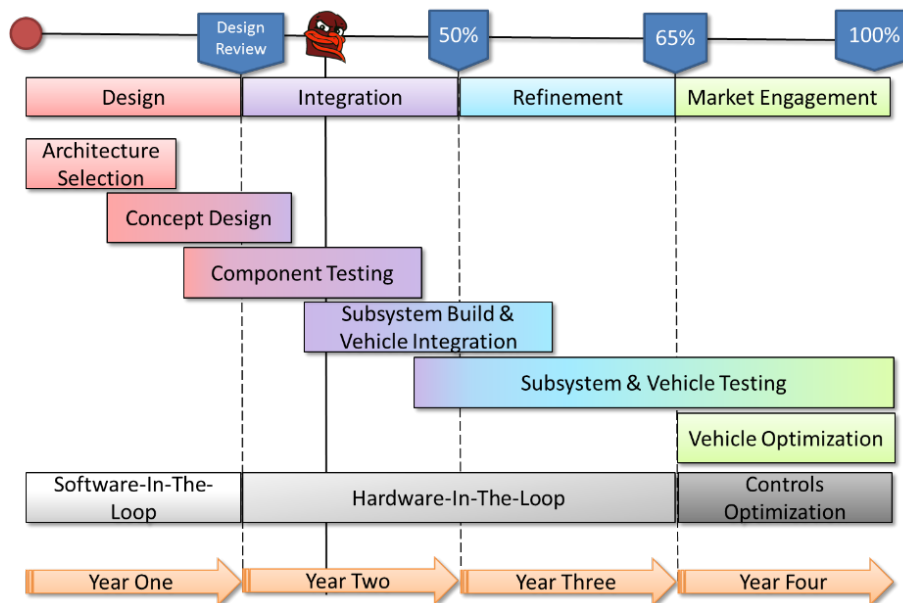 Design
Review
50%
65%
100%
Design
Integration
Refinement
Market Engagement
Architecture
Selection
Concept Design
Component Testing
Subsystem Build &
Vehicle Integration
Subsystem & Vehicle Testing
Vehicle Optimization
Software-In-The-
Loop
Hardware-In-The-Loop
Controls
Optimization
Year One
Year Two
Year Three
Year Four